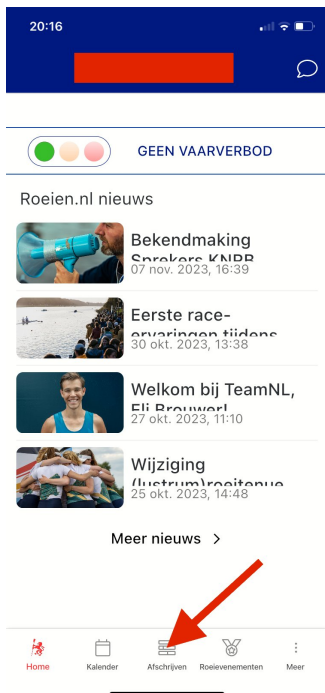 20:16
GEEN VAARVERBOD
Roeien.nl nieuws
Bekendmaking
Sprekers KNRB
07 nov. 2023, 16:39
Eerste race-
ervaringen tijdens
30 okt. 2023, 13:38
Welkom bij TeamNL,
Eli Brouwer!
27 okt. 2023, 11:10
Wijziging
(lustrum)roeitenue
25 okt. 2023, 14:48
Meer nieuws
Home
Kalender
Afschrijven
Roeievenementen
Meer